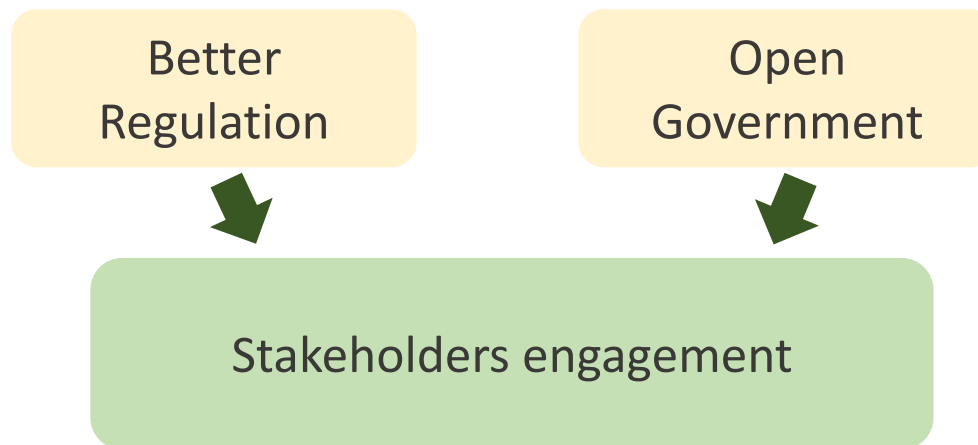 Better
Regulation
Open
Government
Stakeholders engagement